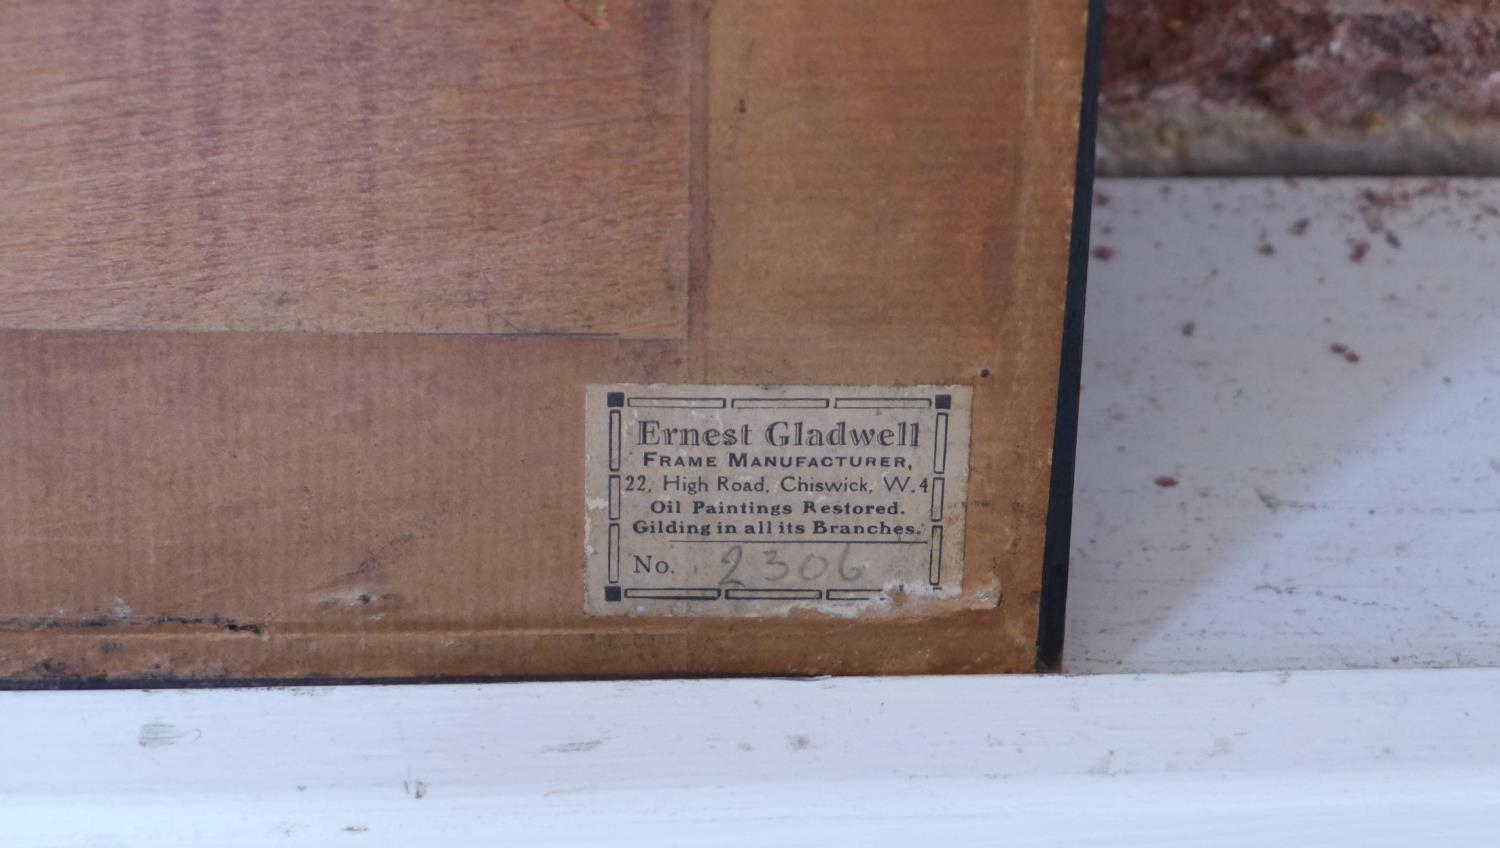 Ernest Gladwell
FRAME MANUFACTURER,
22, High Road, Chiswick, W.4
Oil Paintings Restored.
Gilding in all its Branches.
No. 2306